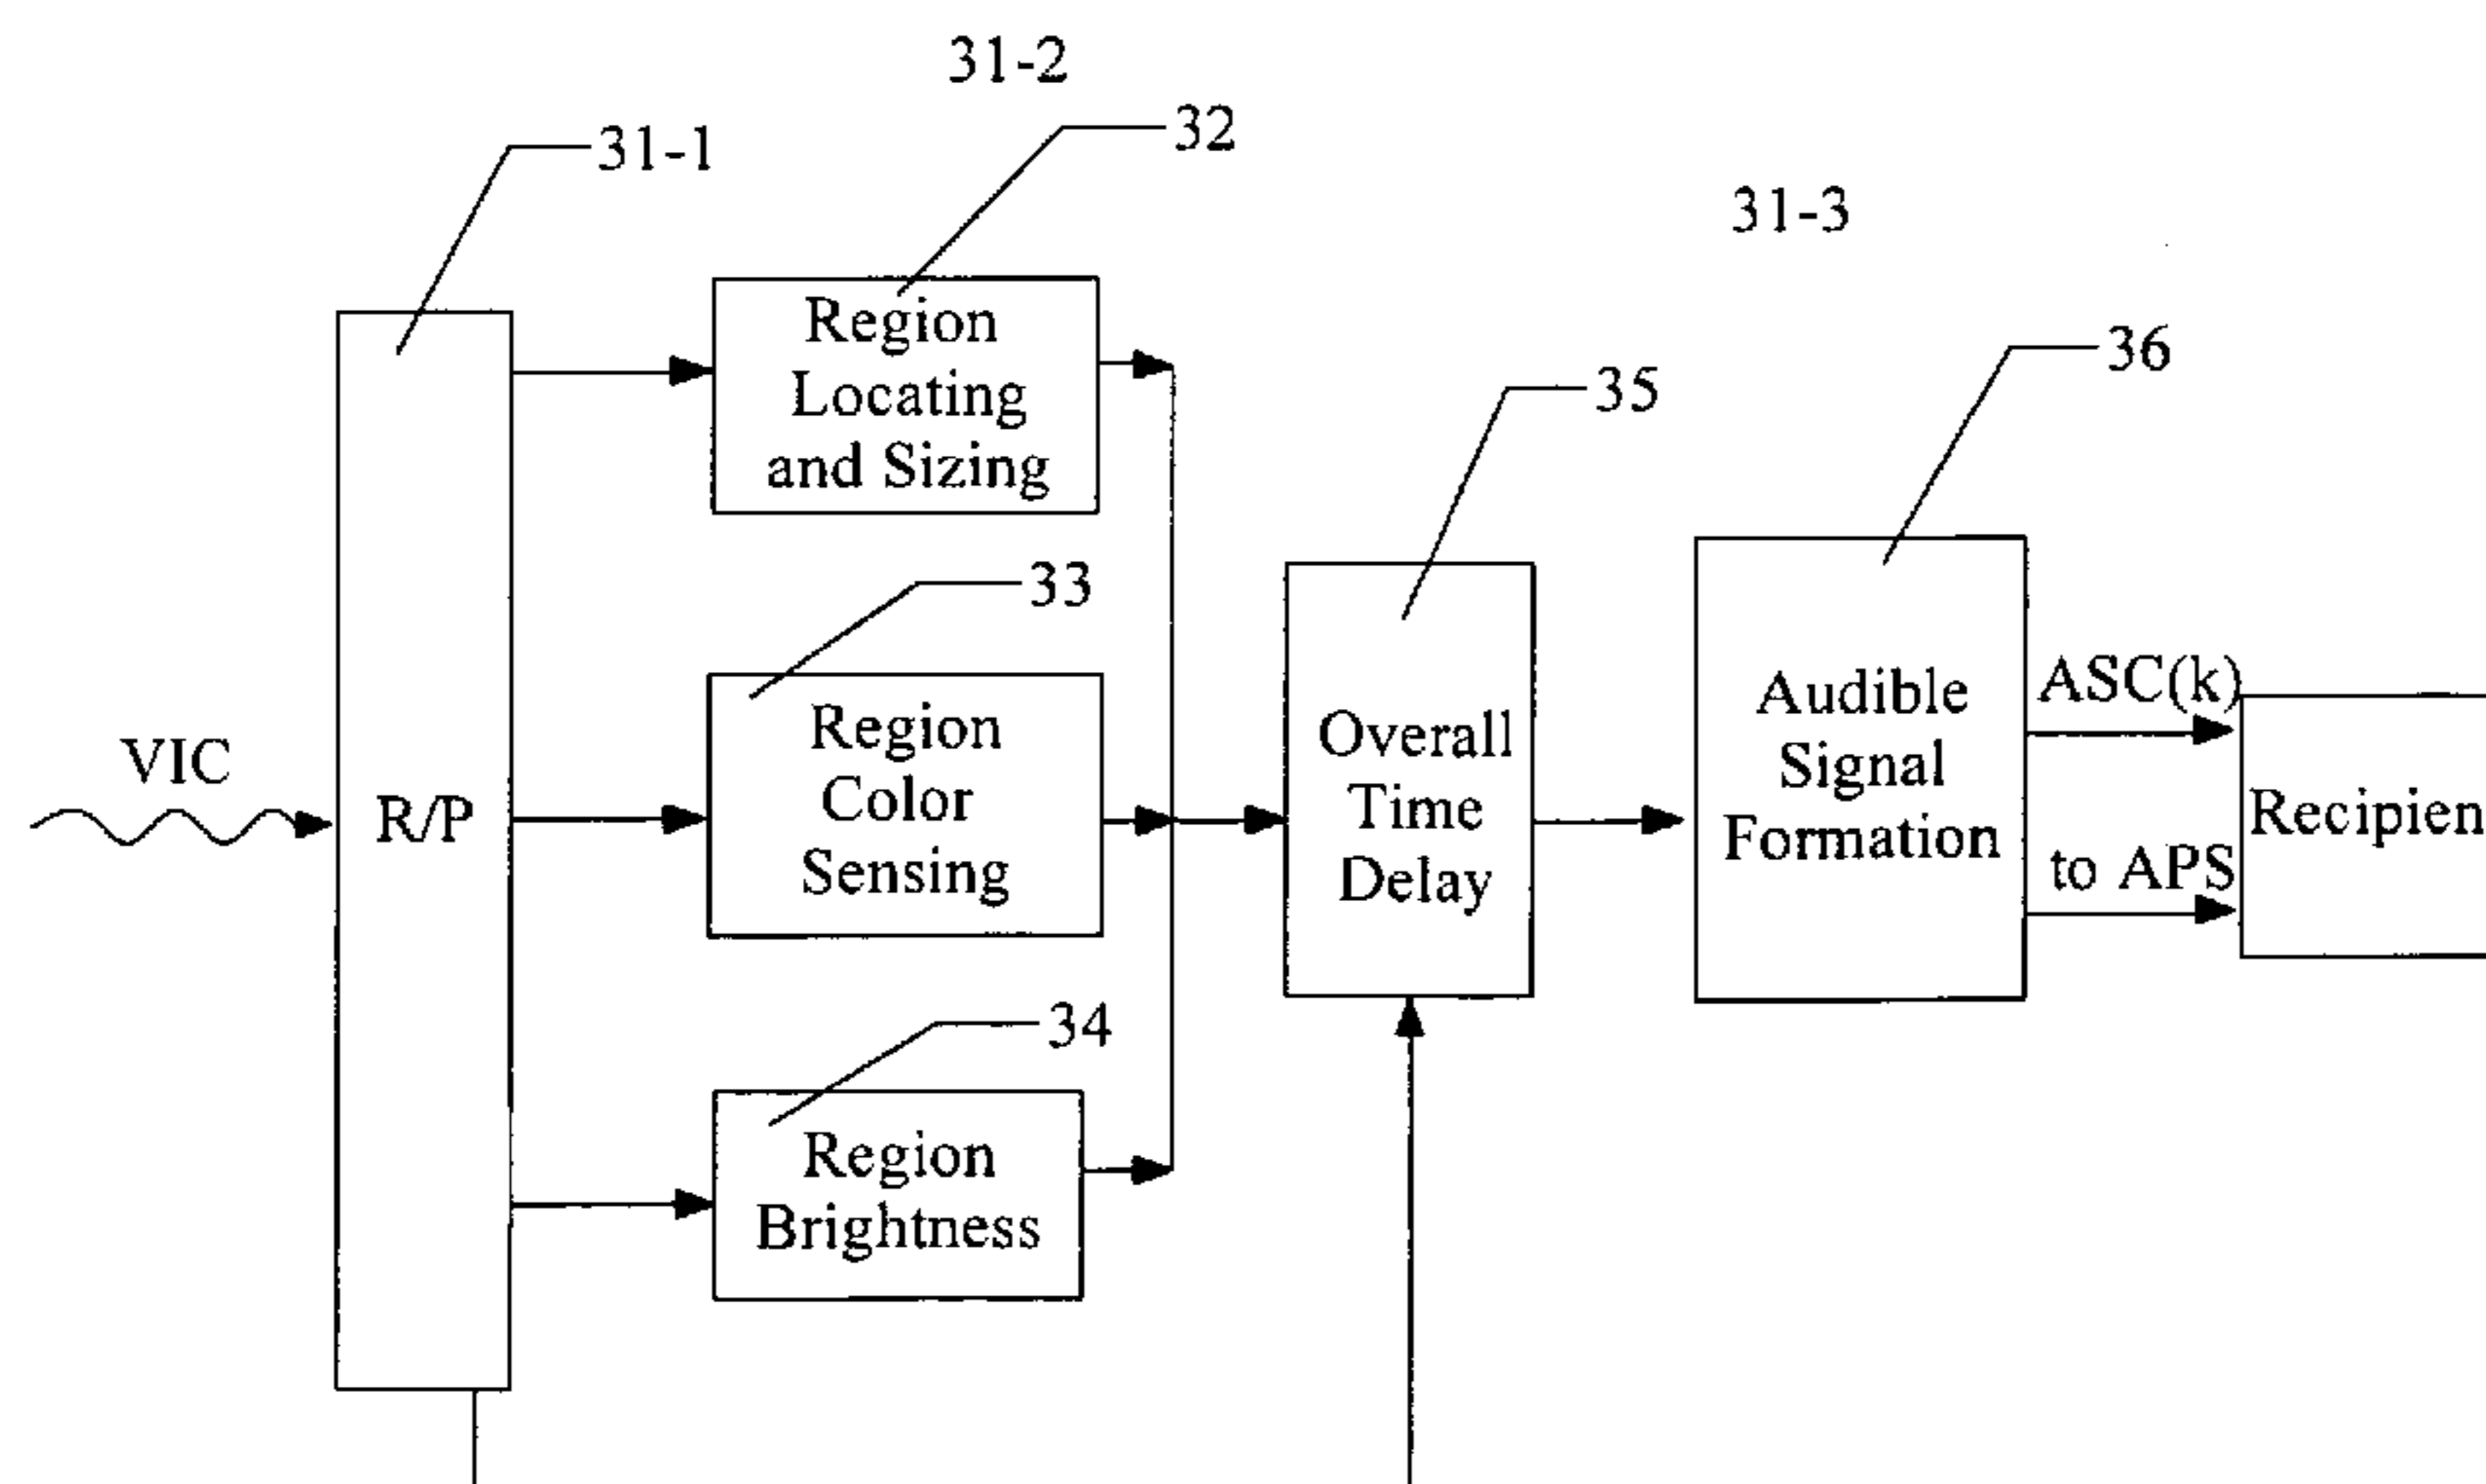 31-2
32
31-1
31-3
Region
Locating
and Sizing
36
35
33
Region
Color
Sensing
VIC
R/P
Overall
Time
Delay
Audible
Signal
Formation
ASC(k)
to APS
Recipien
34
Region
Brightness